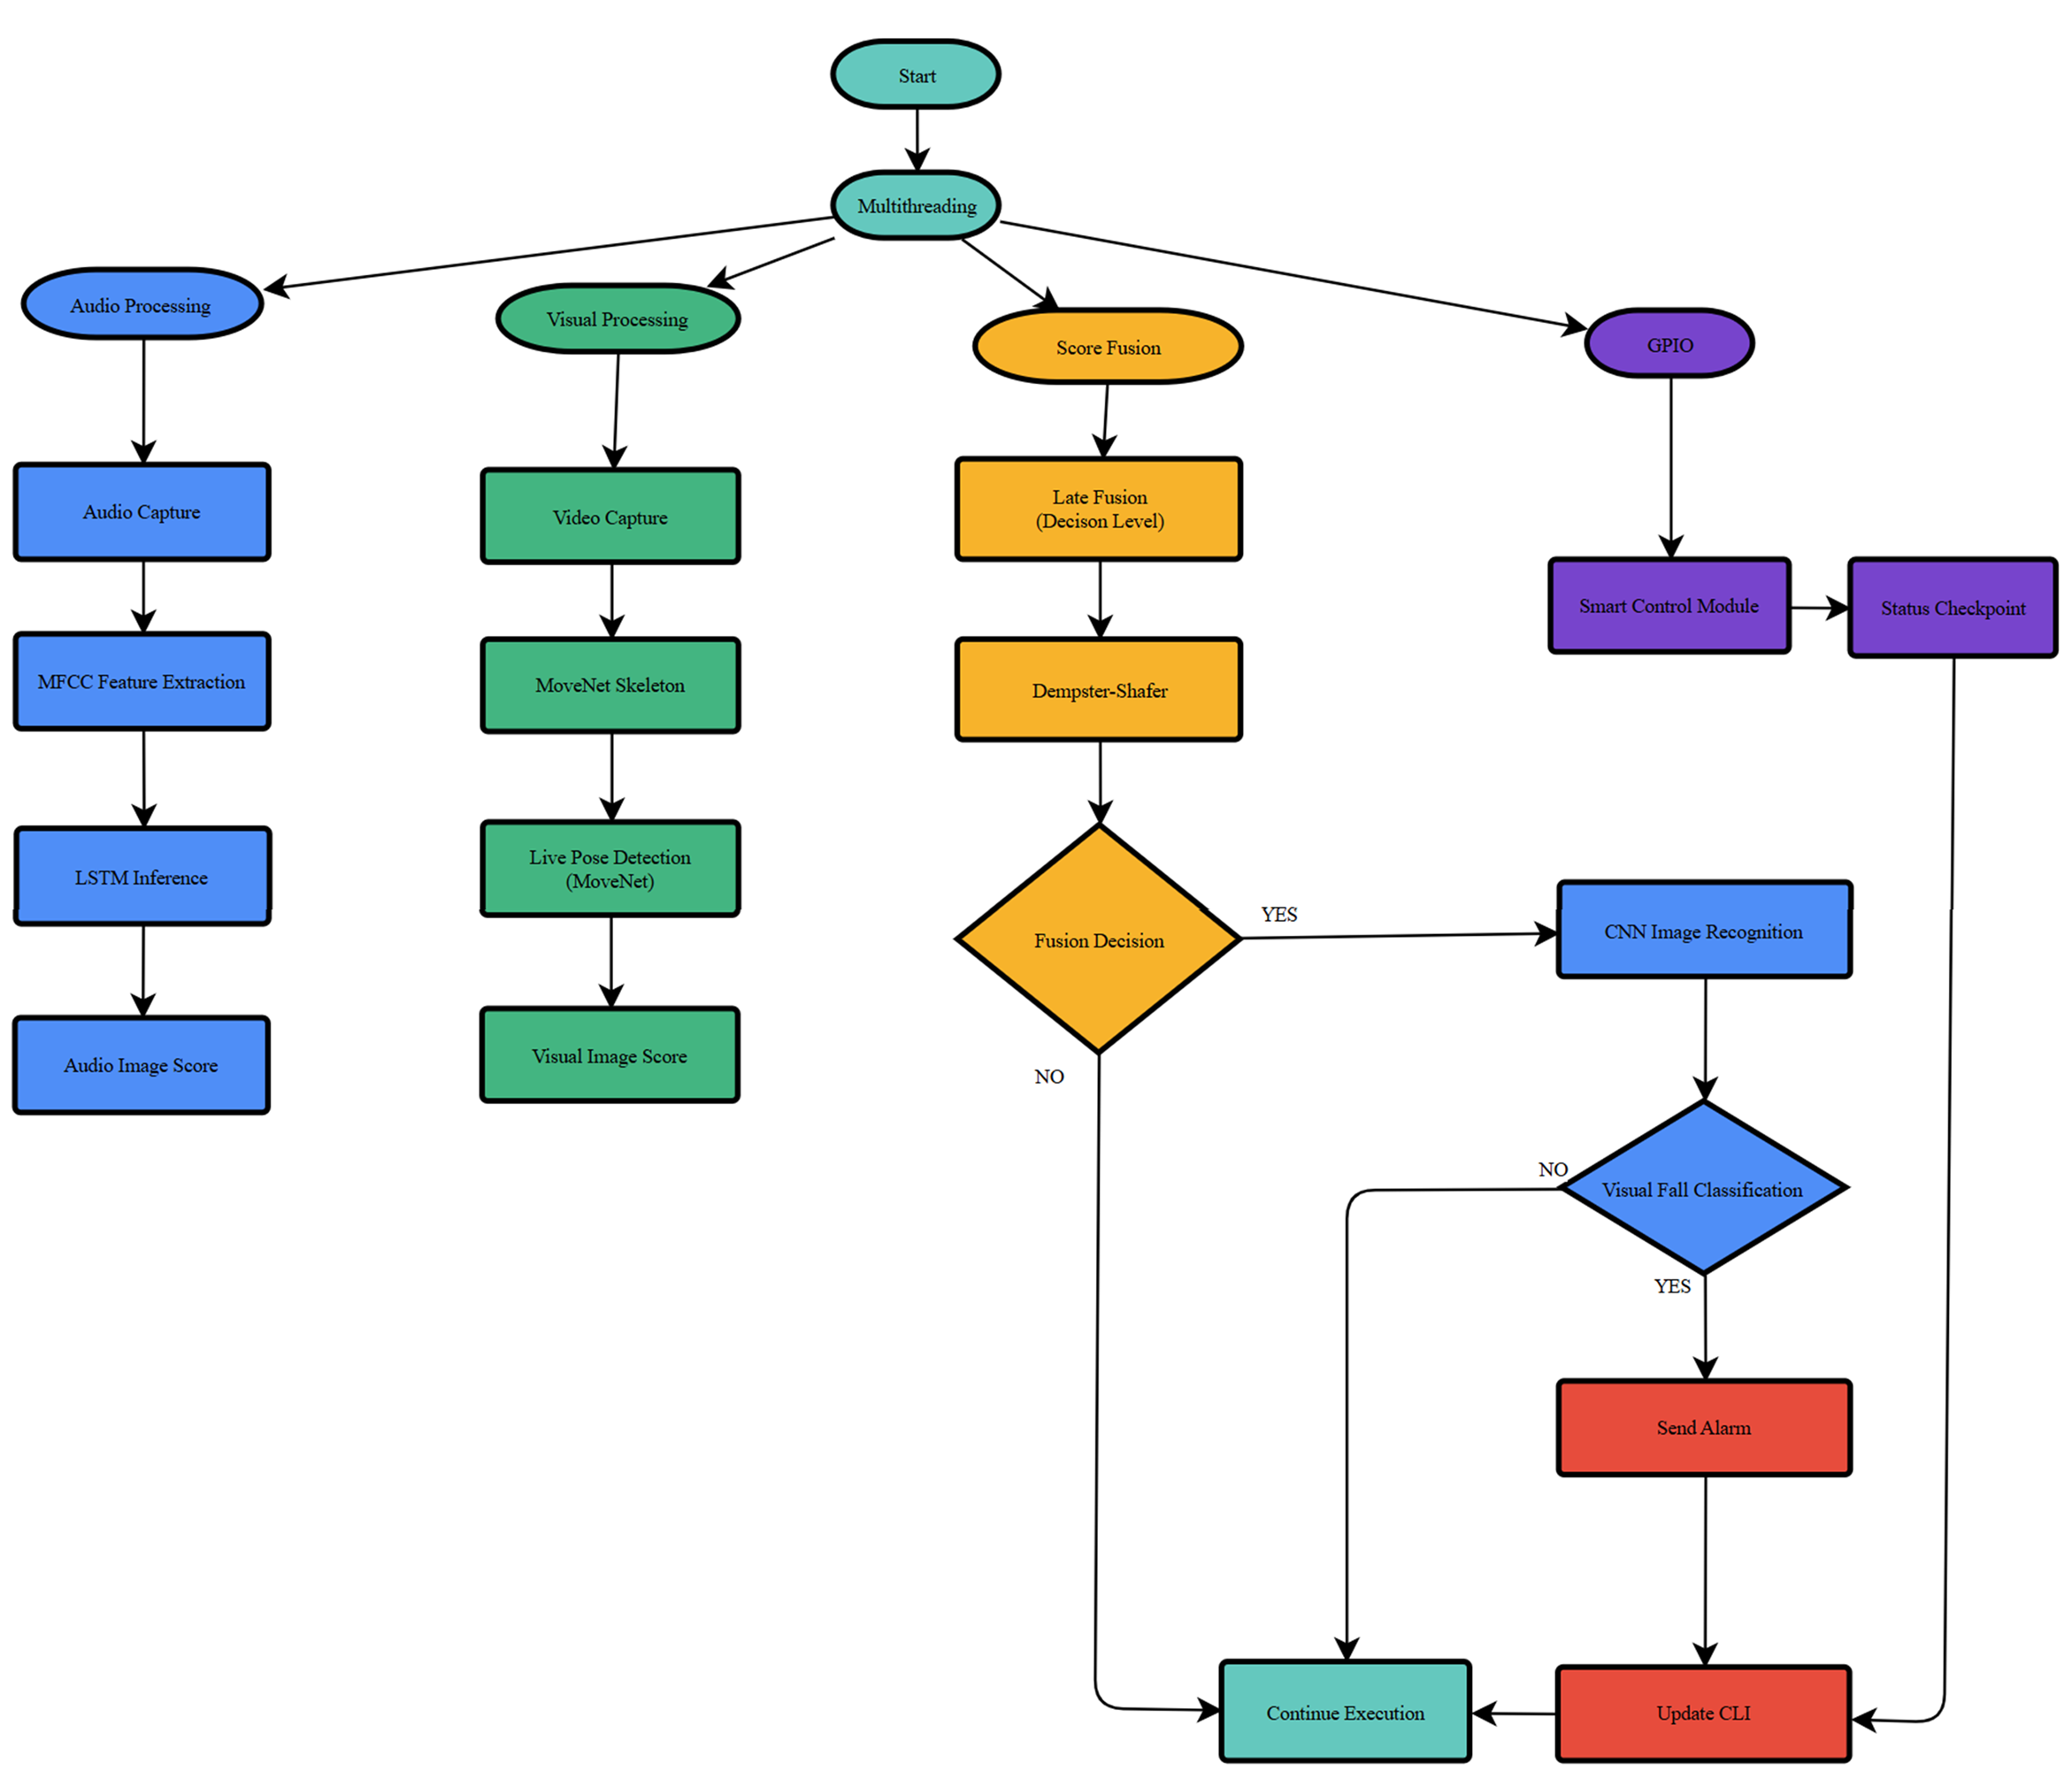 Start
Multithreading
Audio Processing
Visual Processing
Score Fusion
GPIO
Audio Capture
Video Capture
Late Fusion
(Decison Level)
Smart Control Module
Status Checkpoint
MFCC Feature Extraction
MoveNet Skeleton
Dempster-Shafer
LSTM Inference
Live Pose Detection
(MoveNet)
Fusion Decision
YES
CNN Image Recognition
Audio Image Score
Visual Image Score
NO
NO
Visual Fall Classification
YES
Send Alarm
Continue Execution
Update CLI